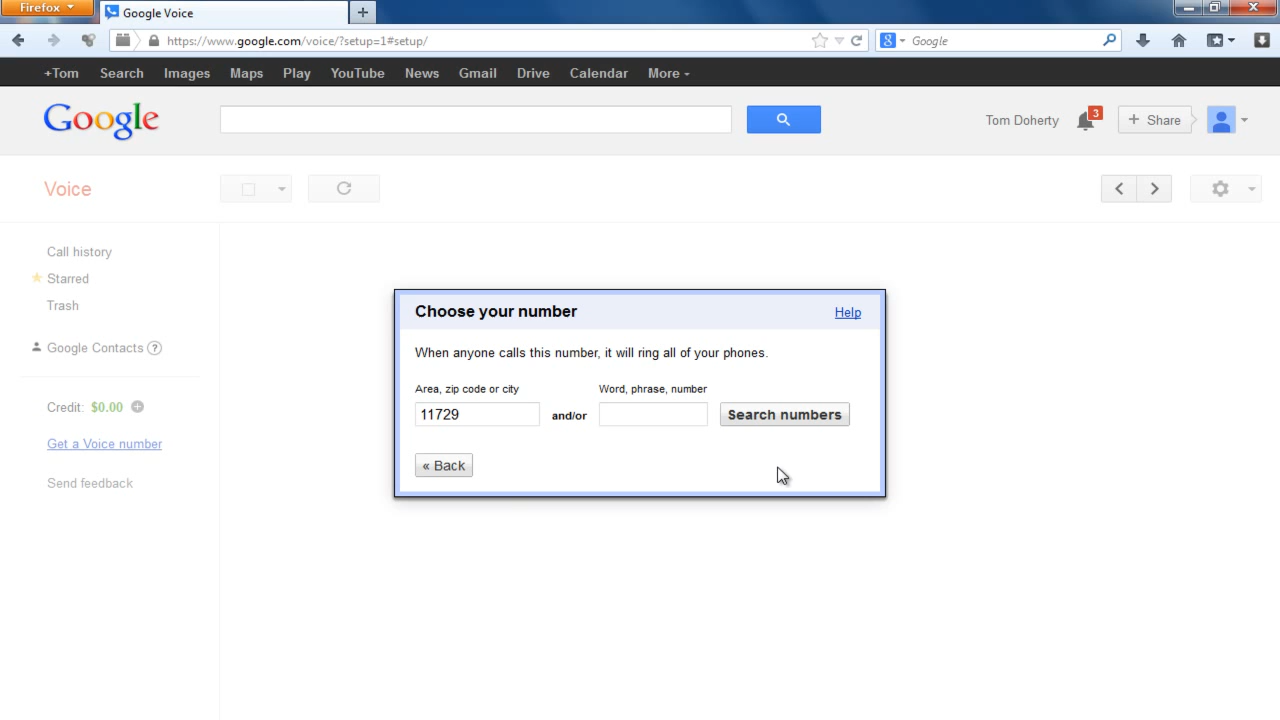 Firefox
Google Voice
https://www.google.com/voice/?setup=1#setup/
Google
+Tom Search Images Maps Play YouTube News Gmail Drive Calendar More
Google
Tom Doherty 3 + Share
Voice
Call history
Starred
Trash
Google Contacts ?
Credit: $0.00
Get a Voice number
Send feedback
Choose your number Help
When anyone calls this number, it will ring all of your phones.
Area, zip code or city Word, phrase, number
11729 and/or Search numbers
« Back